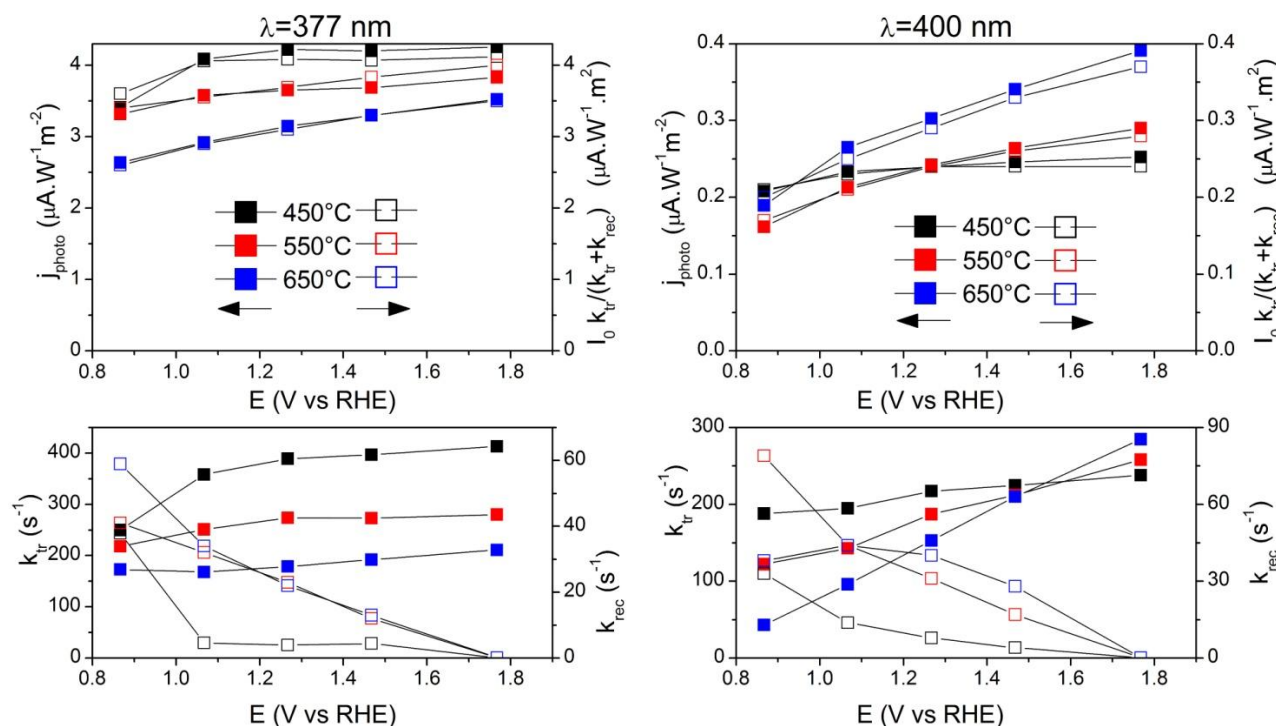 λ=377 nm
j_photo (µA.W⁻¹m⁻²)
4
3
2
1
0
450°C
550°C
650°C
4
3
2
1
0
I₀ k_tr/(k_tr+k_rec) (µA.W⁻¹.m²)
0.8 1.0 1.2 1.4 1.6 1.8
E (V vs RHE)
λ=400 nm
j_photo (µA.W⁻¹m⁻²)
0.4
0.3
0.2
0.1
0.0
450°C
550°C
650°C
0.4
0.3
0.2
0.1
0.0
I₀ k_tr/(k_tr+k_rec) (µA.W⁻¹.m²)
0.8 1.0 1.2 1.4 1.6 1.8
E (V vs RHE)
k_tr (s⁻¹)
400
300
200
100
0
60
40
20
0
k_rec (s⁻¹)
0.8 1.0 1.2 1.4 1.6 1.8
E (V vs RHE)
k_tr (s⁻¹)
300
200
100
0
90
60
30
0
k_rec (s⁻¹)
0.8 1.0 1.2 1.4 1.6 1.8
E (V vs RHE)